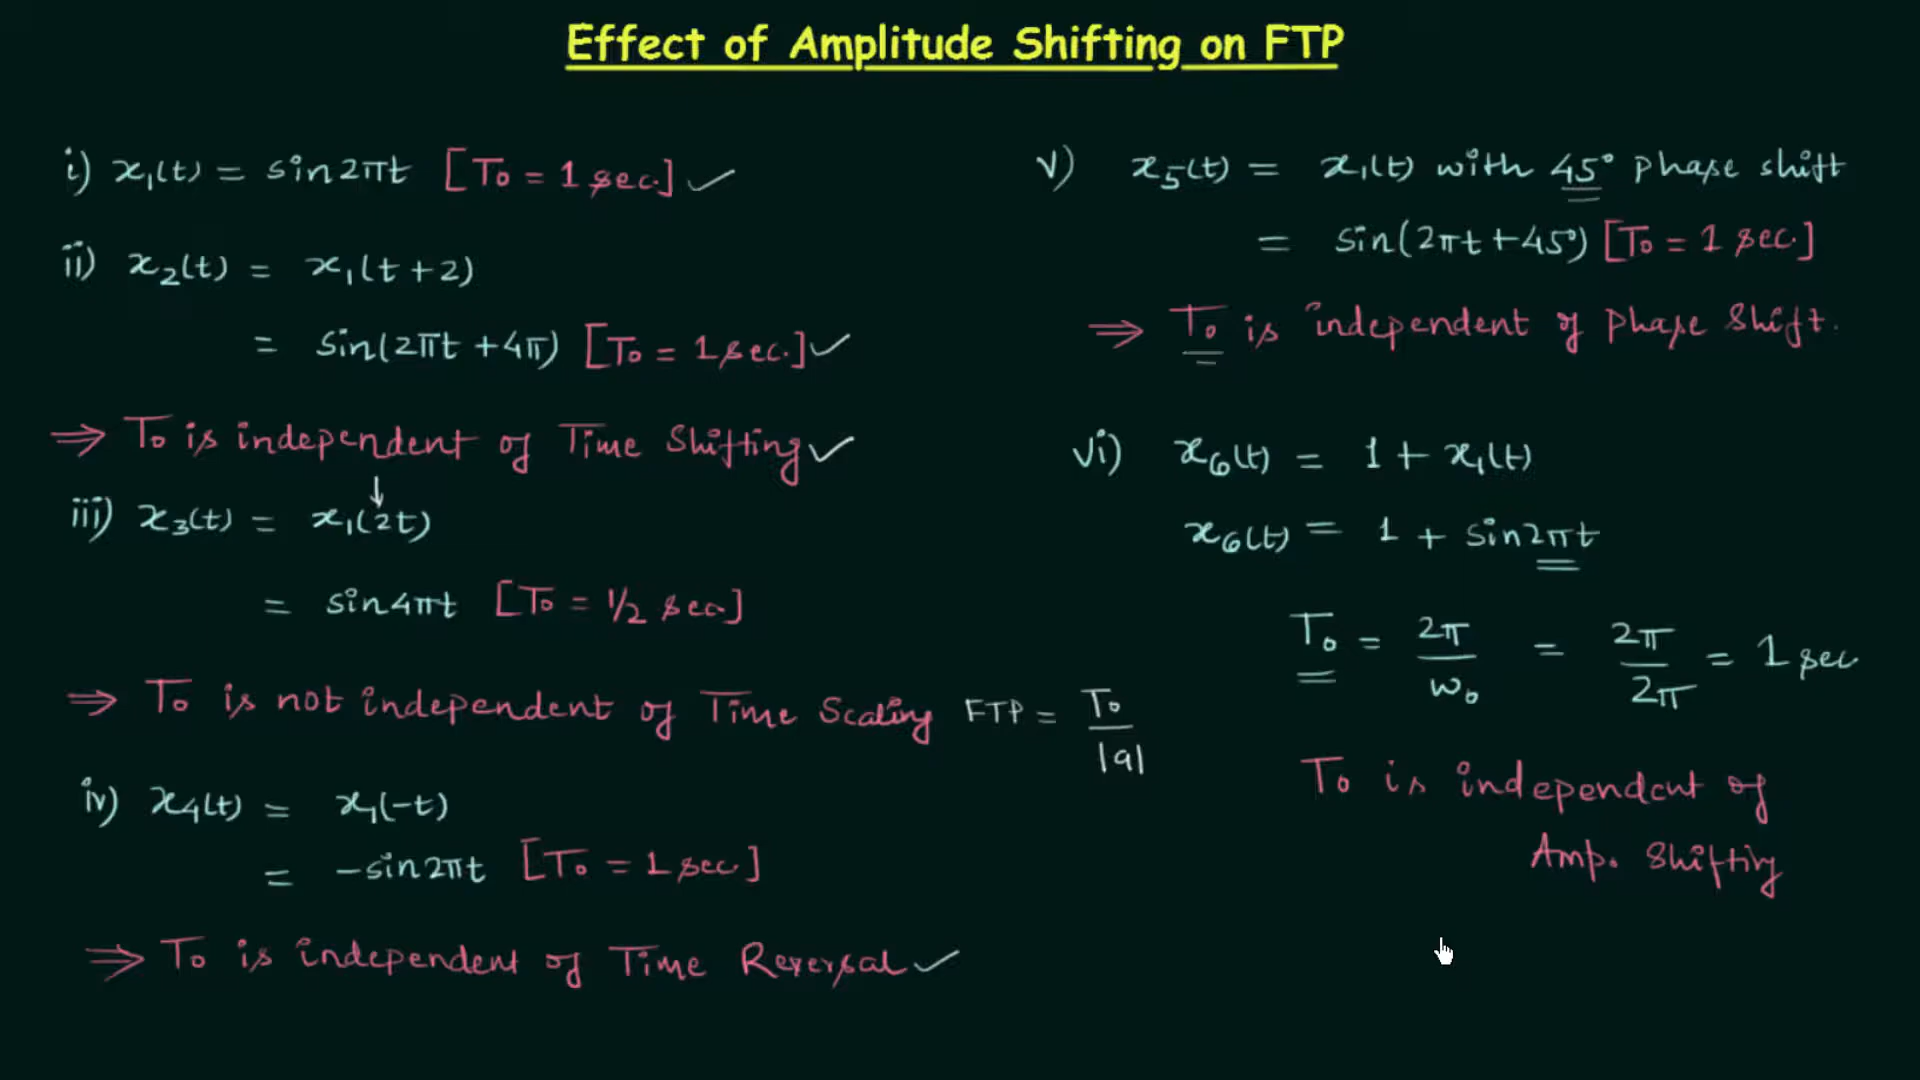 Effect of Amplitude Shifting on FTP
i) x₁(t) = sin2πt [T₀ = 1 sec.] ✓
ii) x₂(t) = x₁(t+2)
= sin(2πt +4π) [T₀ = 1 sec.] ✓
⇒ T₀ is independent of Time Shifting ✓
↓
iii) x₃(t) = x₁(2t)
= sin4πt [T₀ = 1/2 sec.]
⇒ T₀ is not independent of Time Scaling FTP = T₀/|a|
iv) x₄(t) = x₁(-t)
= -sin2πt [T₀ = 1 sec.]
⇒ T₀ is independent of Time Reversal ✓
v) x₅(t) = x₁(t) with 45° phase shift
= sin(2πt+45°) [T₀ = 1 sec.]
⇒ T₀ is independent of phase shift.
vi) x₆(t) = 1 + x₁(t)
x₆(t) = 1 + sin2πt
T₀ = 2π/ω₀ = 2π/2π = 1 sec
T₀ is independent of
Amp. Shifting